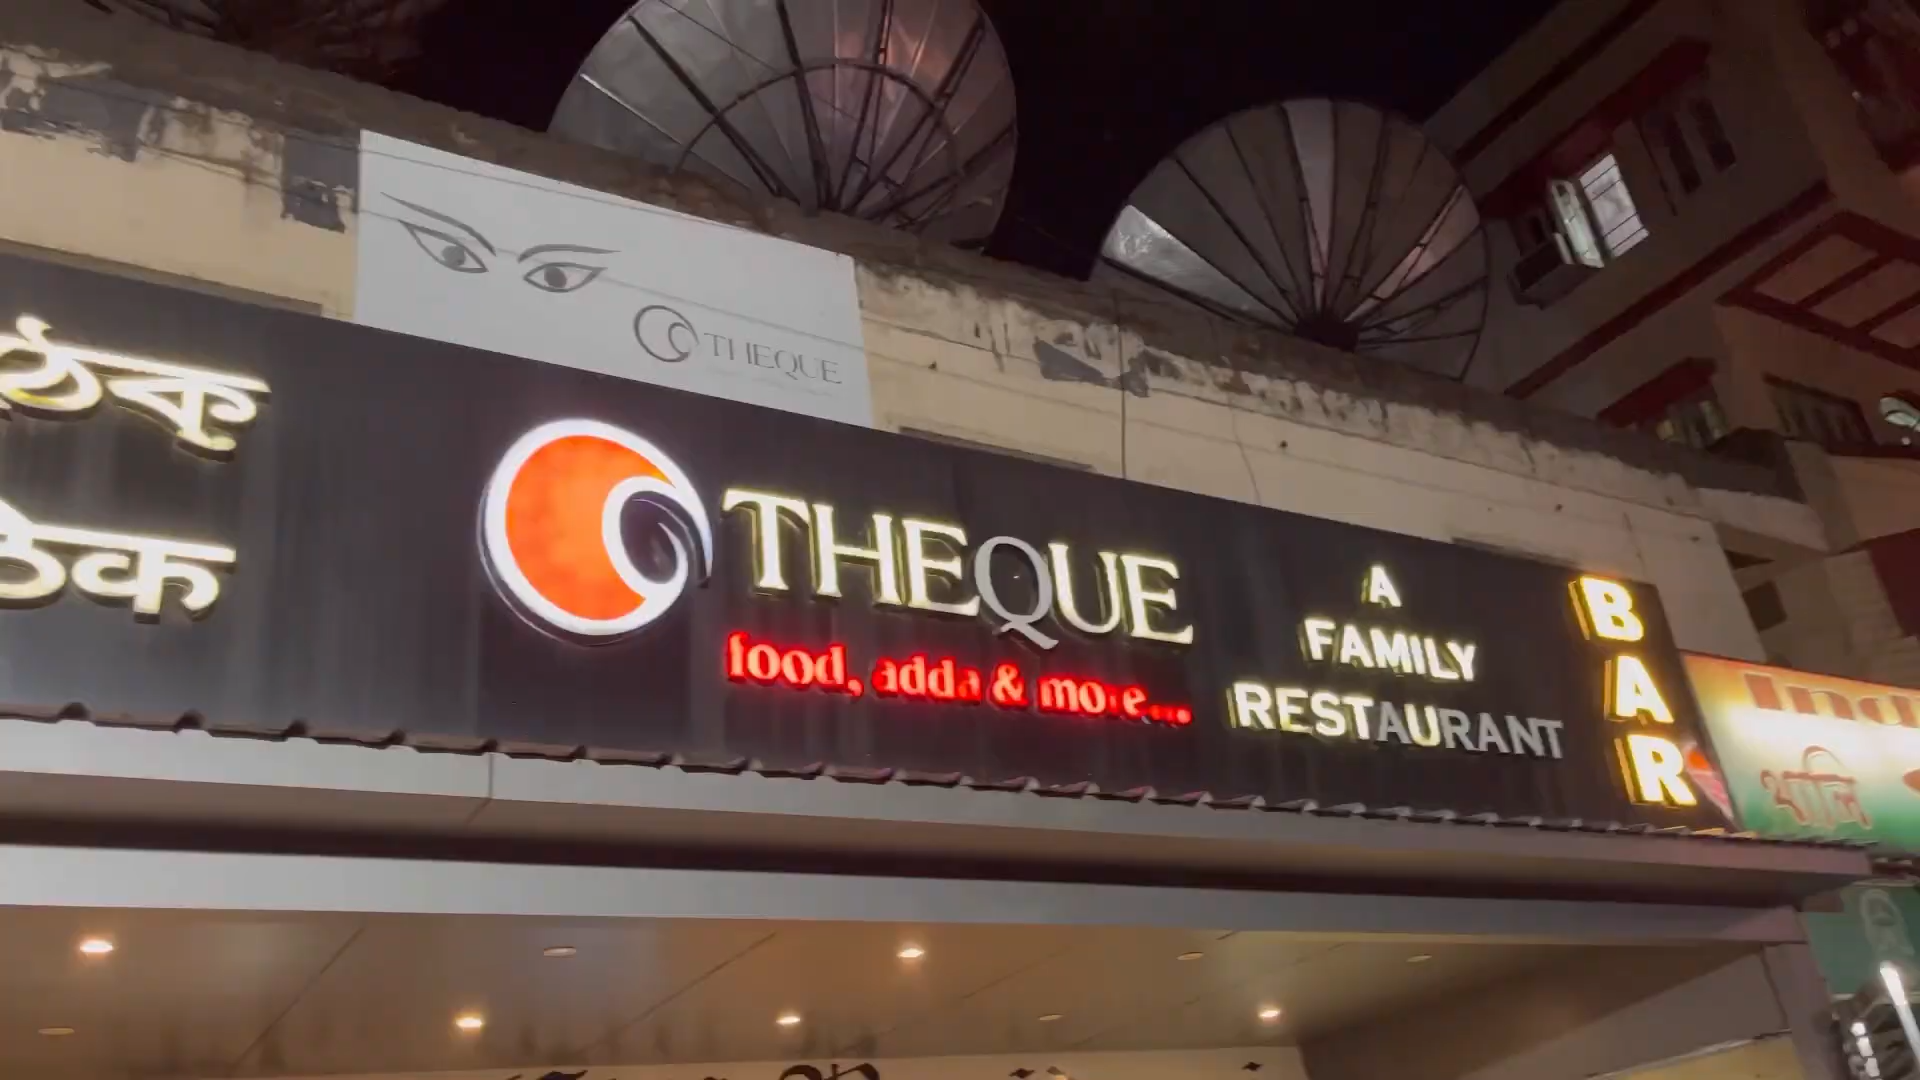 THEQUE
ठेक
ठिक
THEQUE
food, adda & more...
A
FAMILY
RESTAURANT
BAR